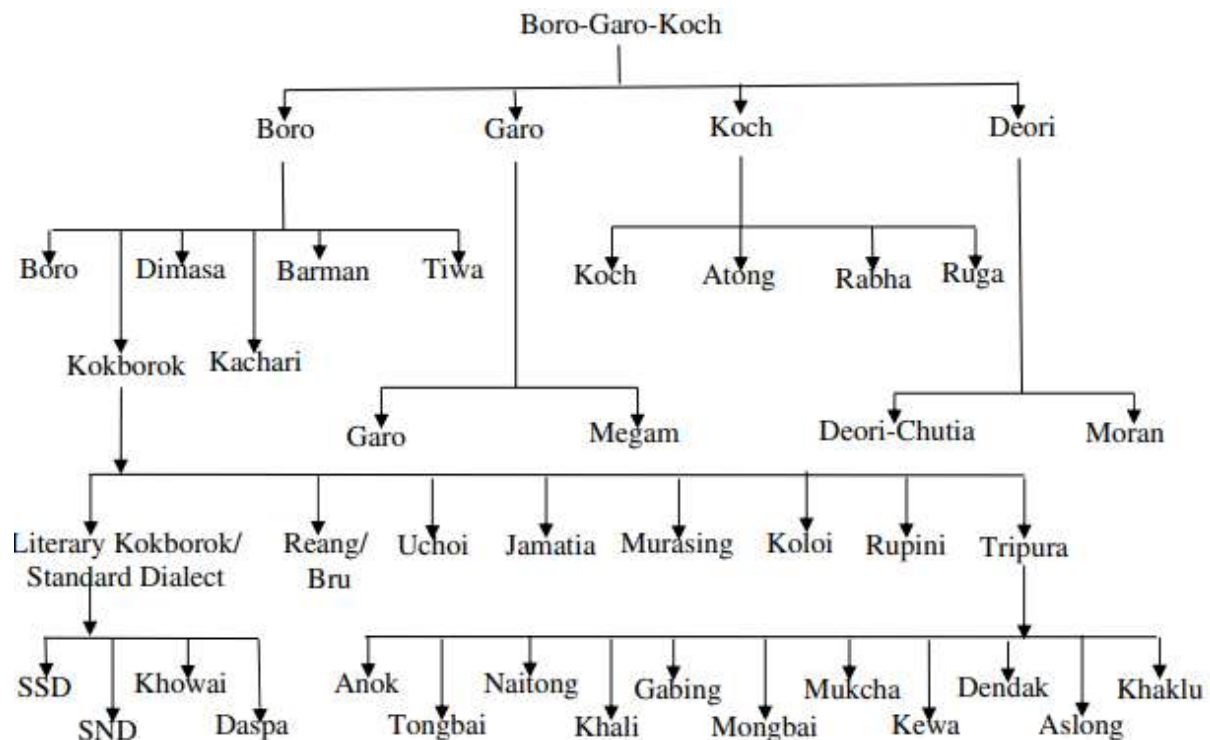 Boro-Garo-Koch
Boro Garo Koch Deori
Boro Dimasa Barman Tiwa Koch Atong Rabha Ruga
Kokborok Kachari
Garo Megam Deori-Chutia Moran
Literary Kokborok/ Reang/ Uchoi Jamatia Murasing Koloi Rupini Tripura
Standard Dialect Bru
SSD Khowai Anok Naitong Gabing Mukcha Dendak Khaklu
SND Daspa Tongbai Khali Mongbai Kewa Aslong